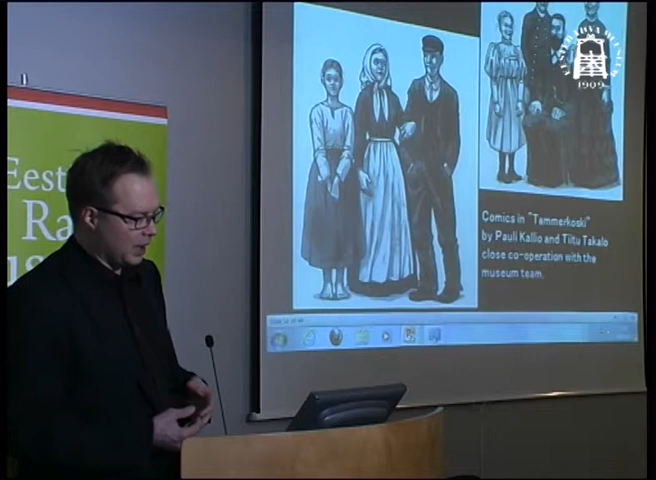 Eest
Ra
1909
Comics in "Tammerkoski"
by Pauli Kallio and Tiitu Takalo
close co-operation with the
museum team.